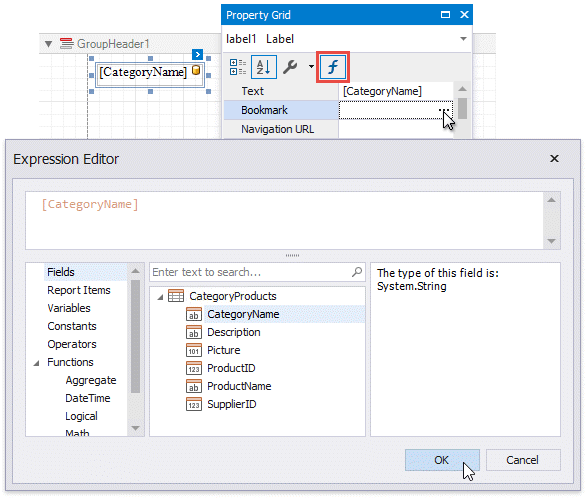 GroupHeader1
[CategoryName]
Property Grid
label1 Label
Text [CategoryName]
Bookmark ...
Navigation URL
Expression Editor
[CategoryName]
Fields
Report Items
Variables
Constants
Operators
Functions
Aggregate
DateTime
Logical
Math
Enter text to search...
CategoryProducts
ab CategoryName
ab Description
101 Picture
123 ProductID
ab ProductName
123 SupplierID
The type of this field is:
System.String
OK
Cancel